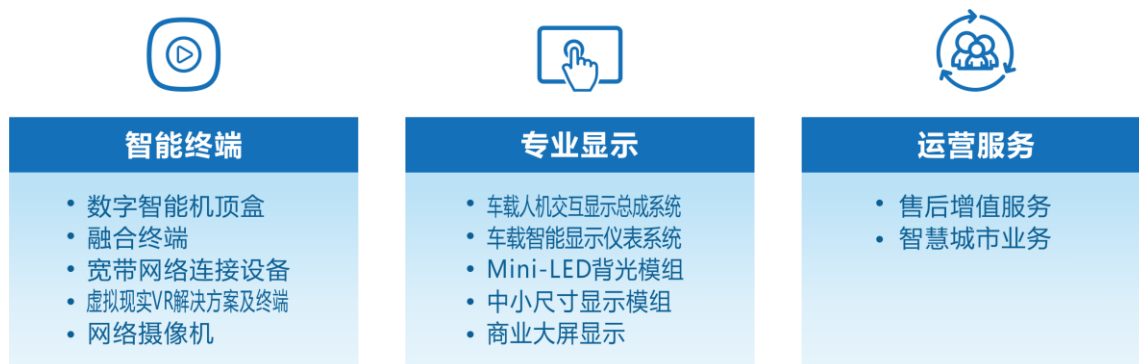 智能终端
• 数字智能机顶盒
• 融合终端
• 宽带网络连接设备
• 虚拟现实VR解决方案及终端
• 网络摄像机
专业显示
• 车载人机交互显示总成系统
• 车载智能显示仪表系统
• Mini-LED背光模组
• 中小尺寸显示模组
• 商业大屏显示
运营服务
• 售后增值服务
• 智慧城市业务